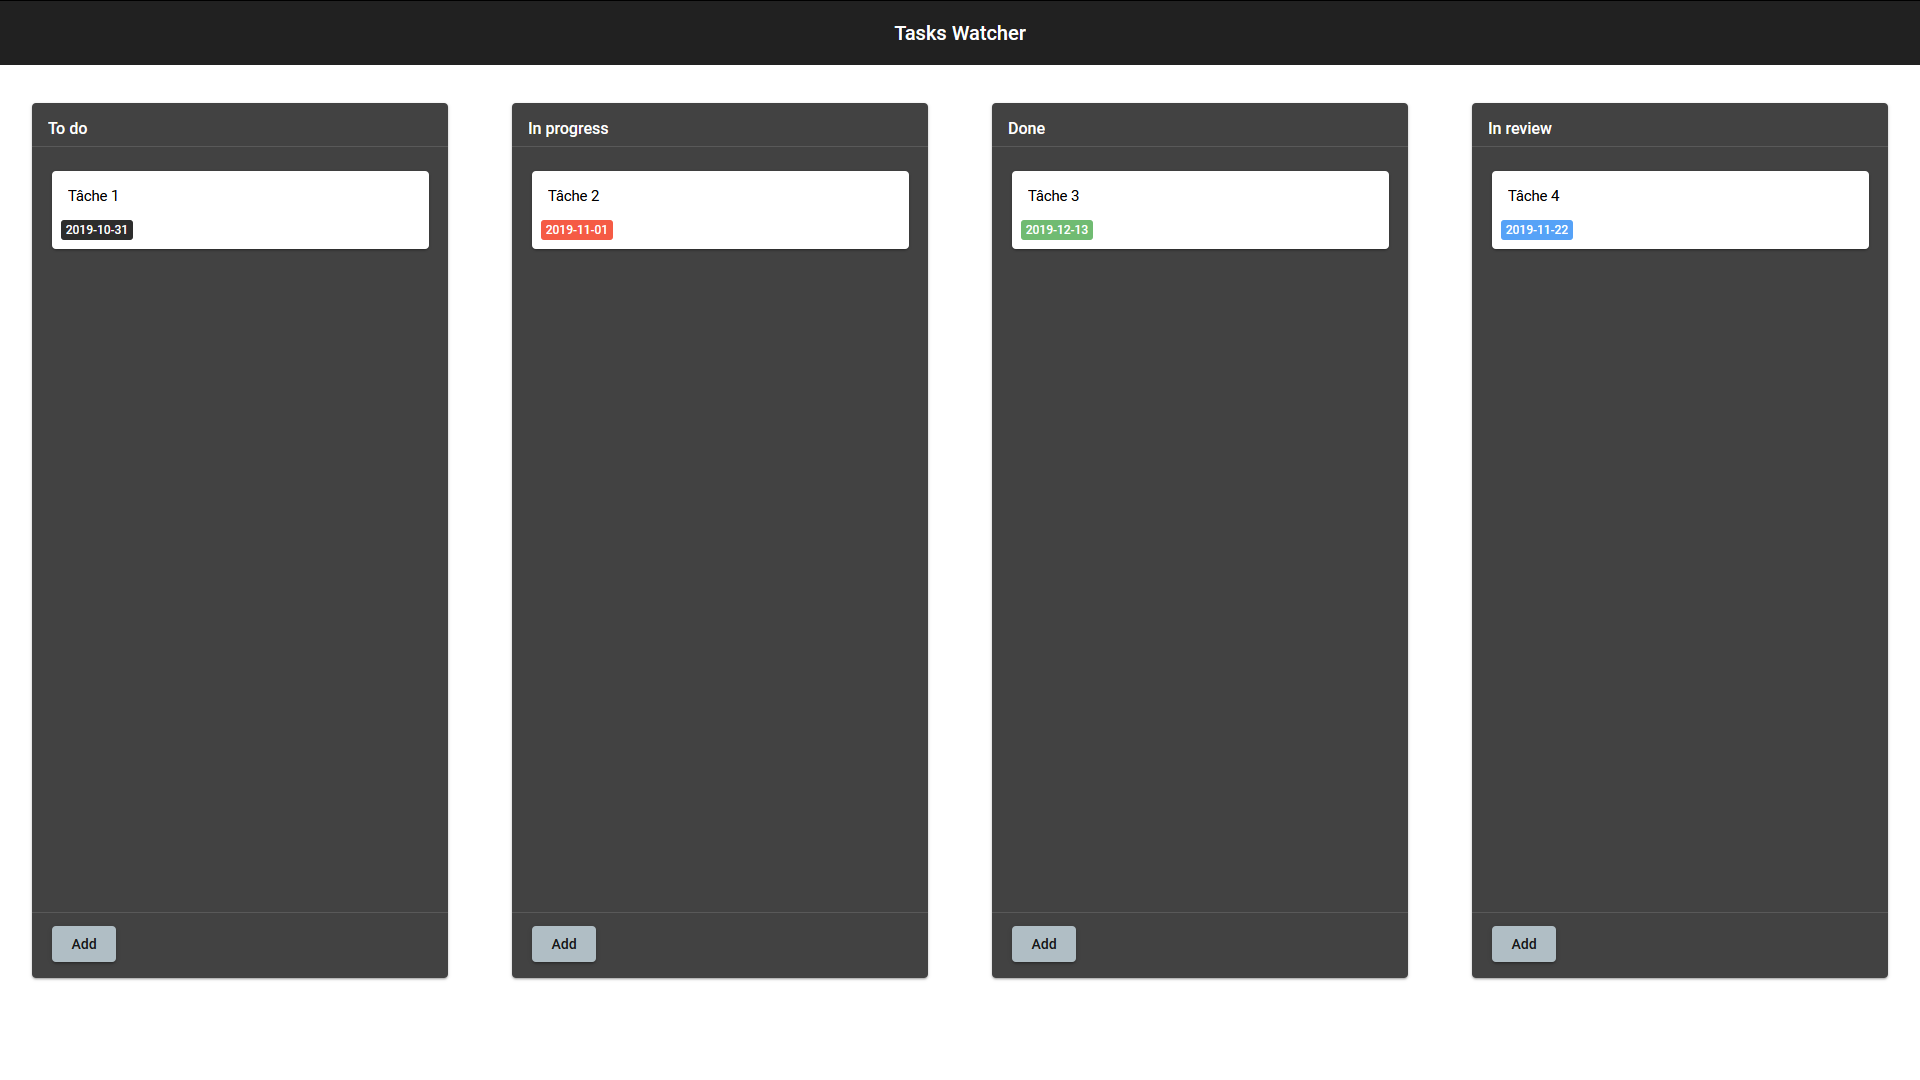 Tasks Watcher
To do
Tâche 1
2019-10-31
Add
In progress
Tâche 2
2019-11-01
Add
Done
Tâche 3
2019-12-13
Add
In review
Tâche 4
2019-11-22
Add